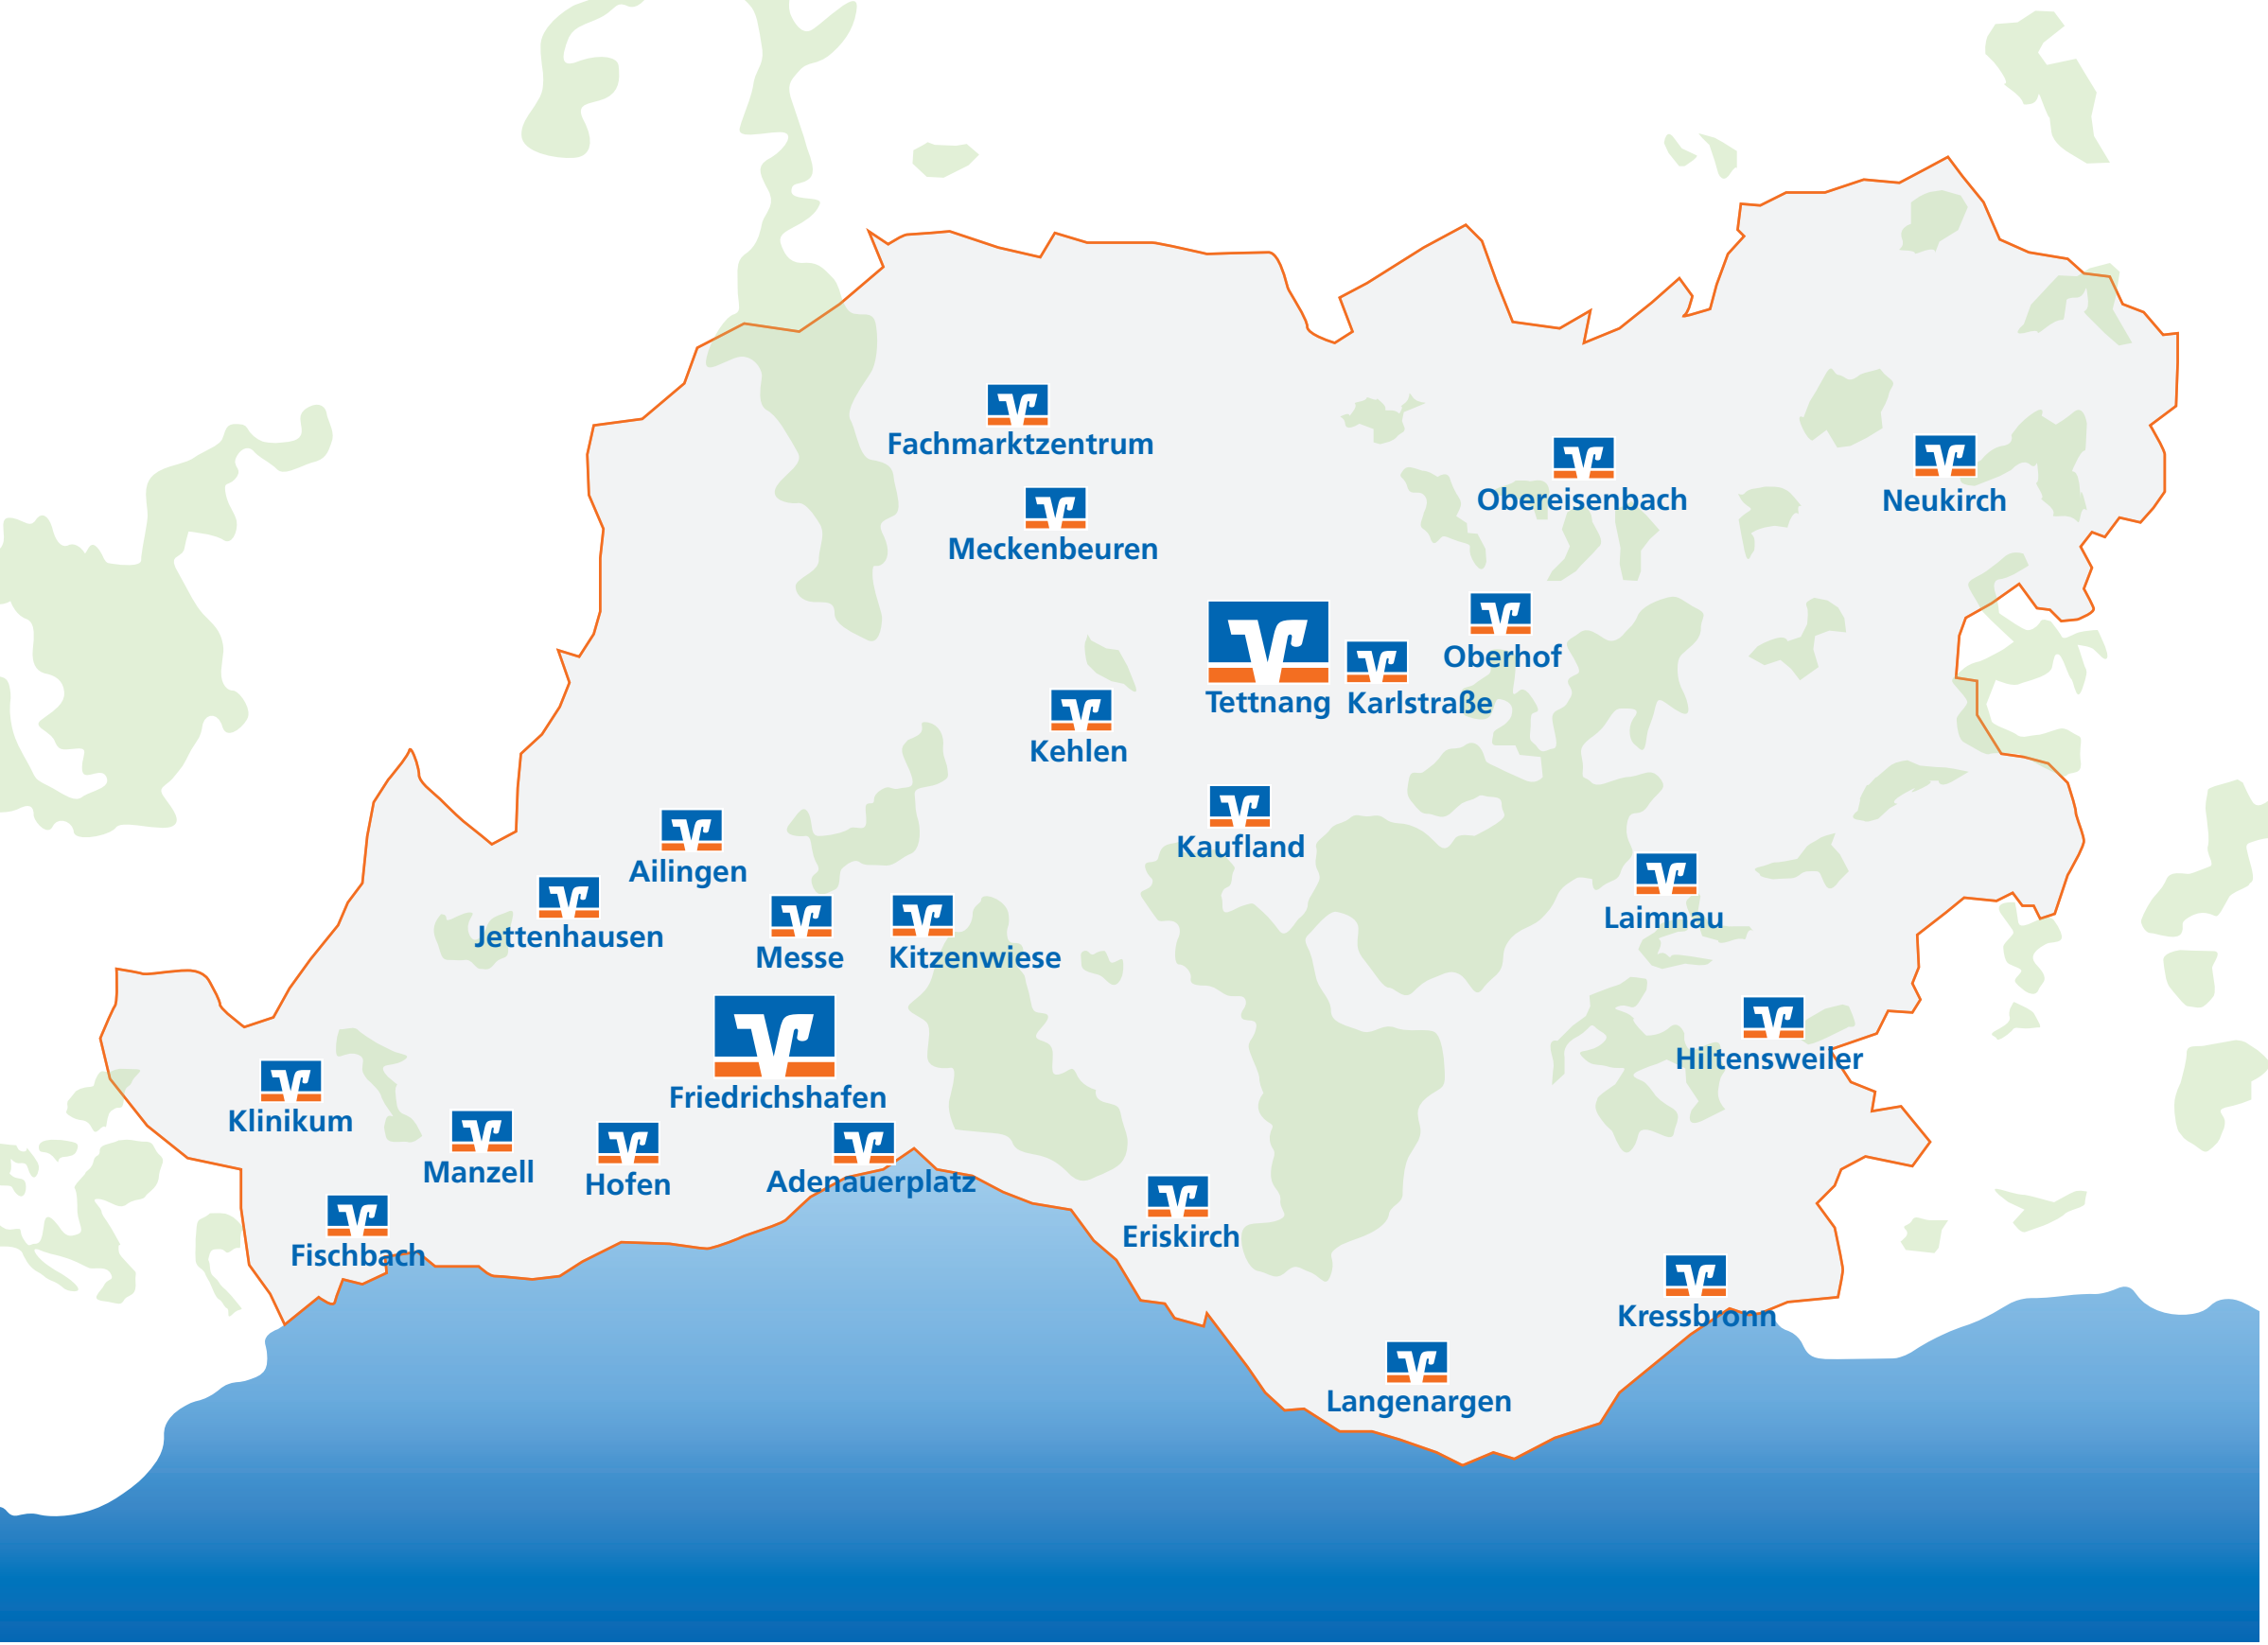 Fachmarktzentrum
Obereisenbach
Neukirch
Meckenbeuren
Oberhof
Tettnang
Karlstraße
Kehlen
Kaufland
Ailingen
Laimnau
Jettenhausen
Messe
Kitzenwiese
Hiltensweiler
Friedrichshafen
Klinikum
Manzell
Hofen
Adenauerplatz
Eriskirch
Fischbach
Kressbronn
Langenargen